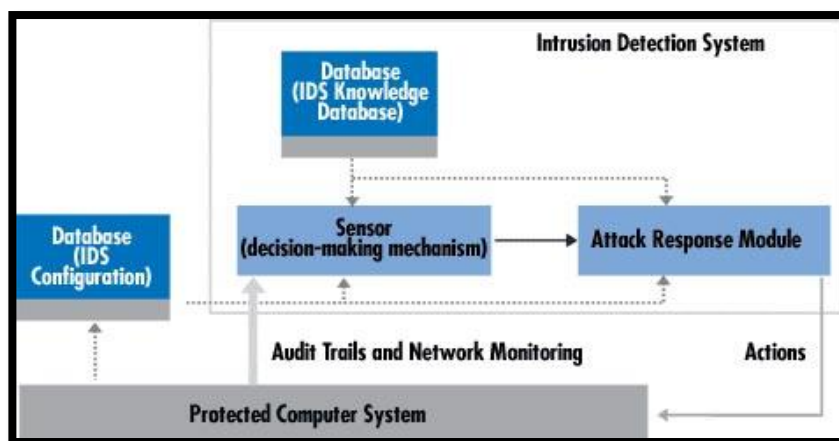 Intrusion Detection System
Database
(IDS Knowledge
Database)
Sensor
(decision-making mechanism)
Attack Response Module
Database
(IDS
Configuration)
Audit Trails and Network Monitoring
Actions
Protected Computer System